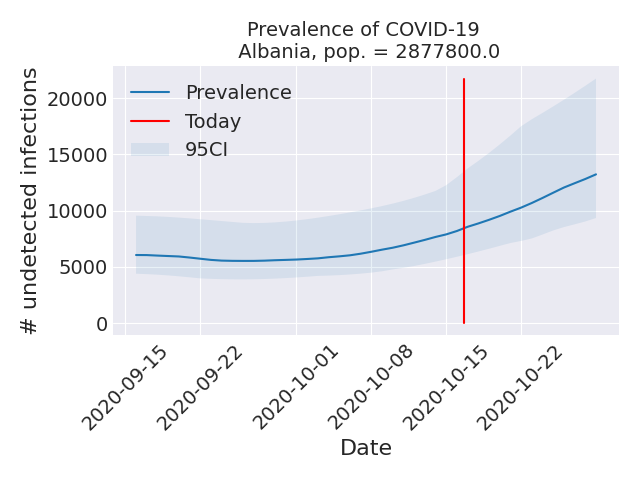 Prevalence of COVID-19
Albania, pop. = 2877800.0
# undetected infections
20000
15000
10000
5000
0
Prevalence
Today
95CI
2020-09-15
2020-09-22
2020-10-01
2020-10-08
2020-10-15
2020-10-22
Date